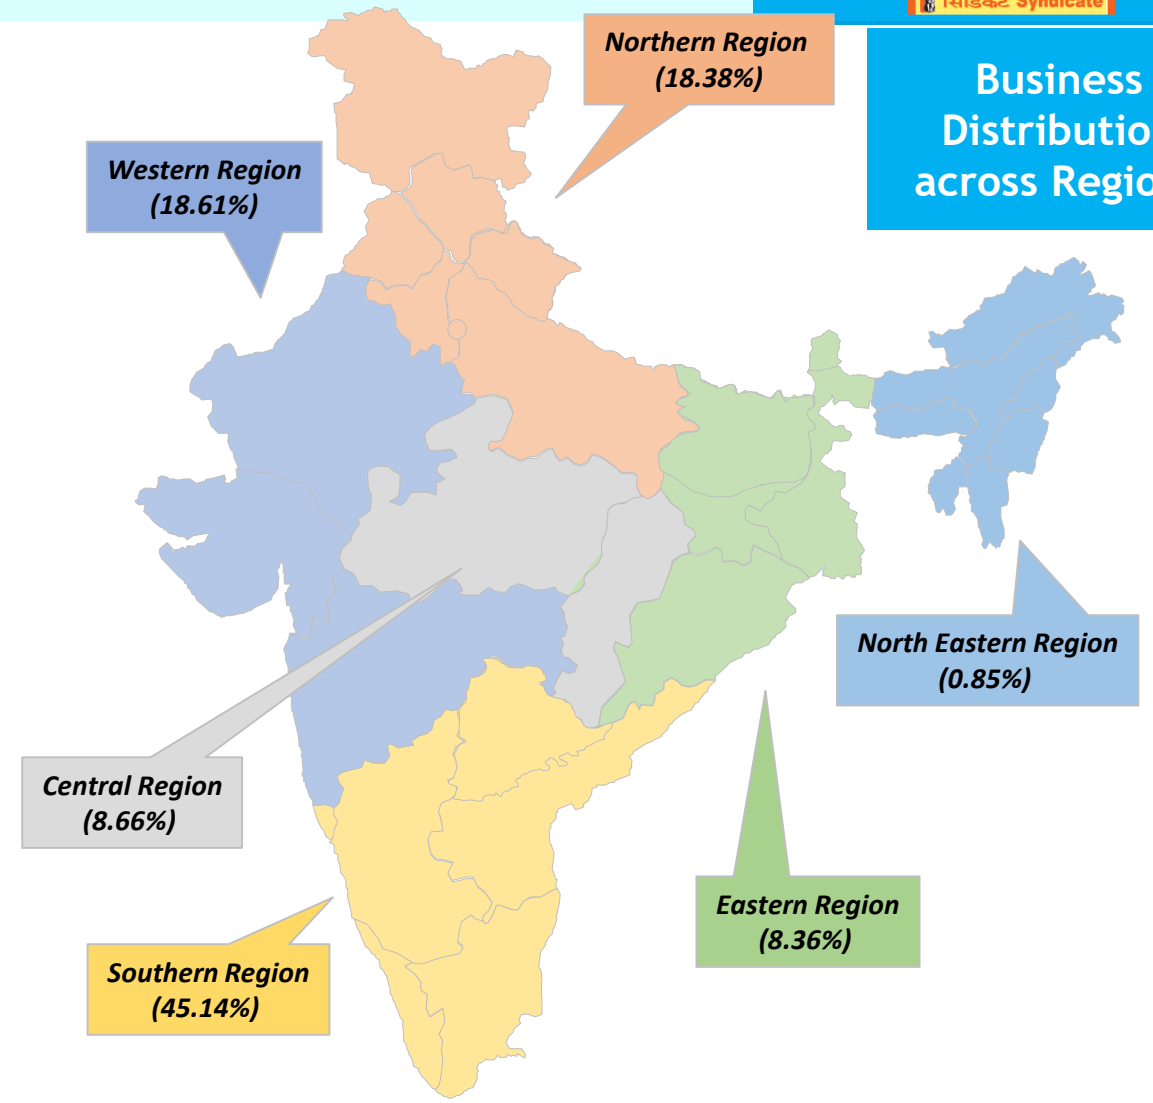 सिंडिकेट Syndicate
Northern Region
(18.38%)
Business
Distributio
across Regio
Western Region
(18.61%)
North Eastern Region
(0.85%)
Central Region
(8.66%)
Eastern Region
(8.36%)
Southern Region
(45.14%)